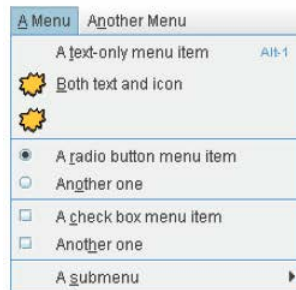 A Menu Another Menu
A text-only menu item Alt-1
Both text and icon
A radio button menu item
Another one
A check box menu item
Another one
A submenu